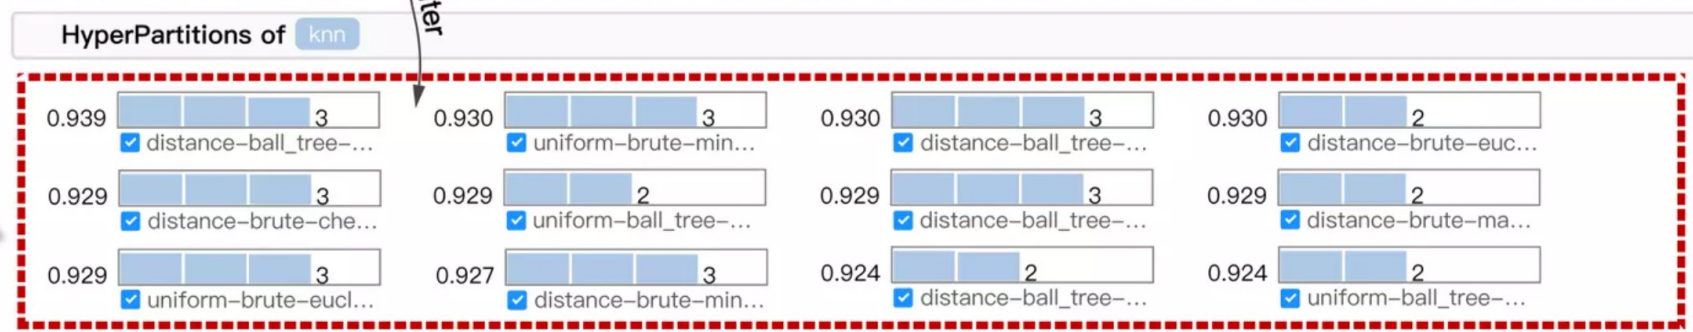 ter
HyperPartitions of knn
0.939 3 0.930 3 0.930 3 0.930 2
distance-ball_tree-... uniform-brute-min... distance-ball_tree-... distance-brute-euc...
0.929 3 0.929 2 0.929 3 0.929 2
distance-brute-che... uniform-ball_tree-... distance-ball_tree-... distance-brute-ma...
0.929 3 0.927 3 0.924 2 0.924 2
uniform-brute-eucl... distance-brute-min... distance-ball_tree-... uniform-ball_tree-...